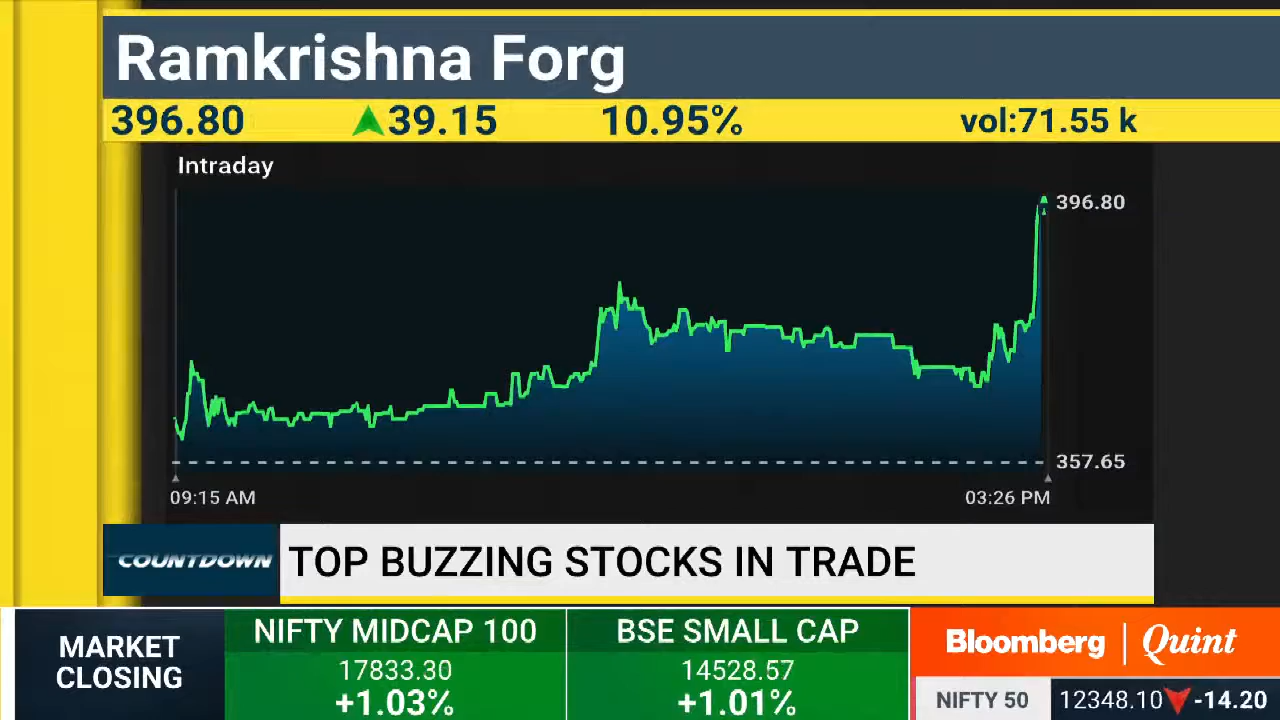 Ramkrishna Forg
396.80 39.15 10.95% vol:71.55 k
Intraday
396.80
357.65
09:15 AM 03:26 PM
COUNTDOWN
TOP BUZZING STOCKS IN TRADE
MARKET
CLOSING
NIFTY MIDCAP 100
17833.30
+1.03%
BSE SMALL CAP
14528.57
+1.01%
Bloomberg | Quint
NIFTY 50 12348.10 -14.20